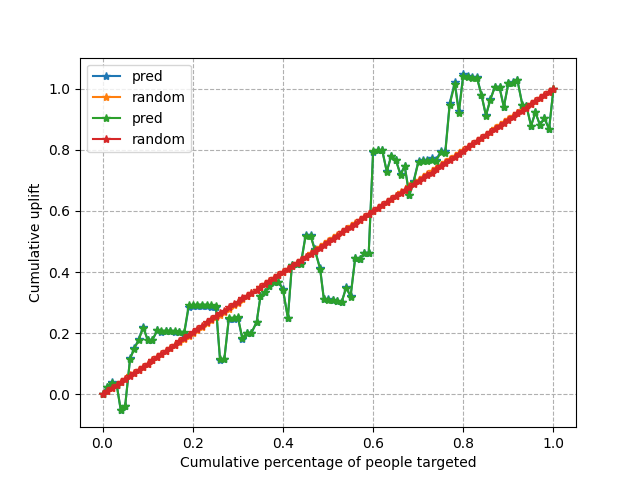 pred
random
pred
random
1.0
0.8
0.6
0.4
0.2
0.0
Cumulative uplift
0.0 0.2 0.4 0.6 0.8 1.0
Cumulative percentage of people targeted